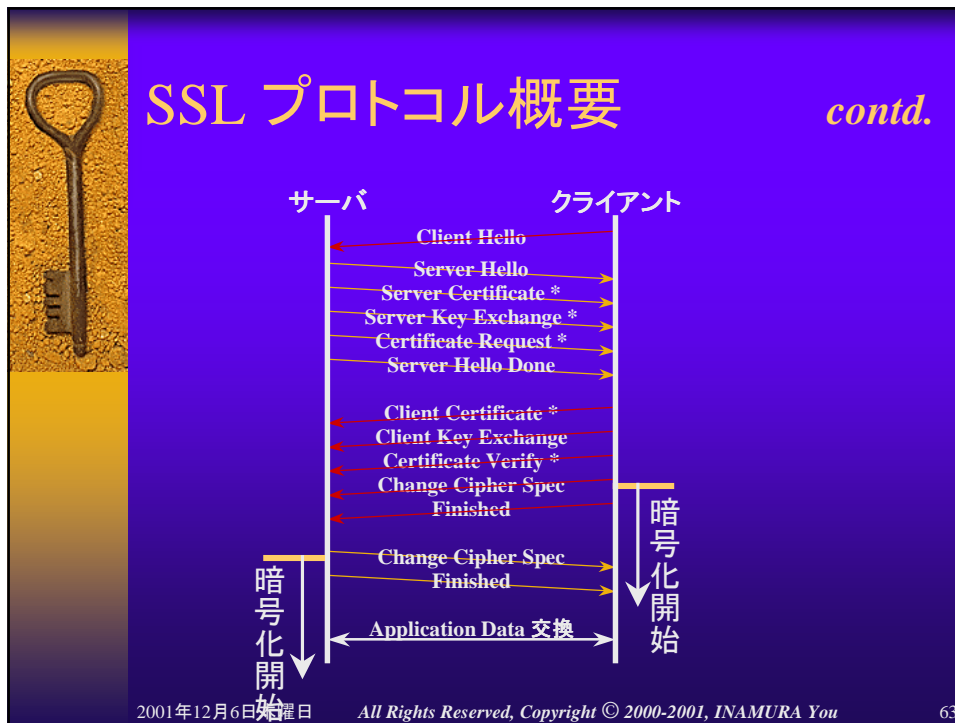 SSL プロトコル概要
contd.
サーバ
クライアント
Client Hello
Server Hello
Server Certificate *
Server Key Exchange *
Certificate Request *
Server Hello Done
Client Certificate *
Client Key Exchange
Certificate Verify *
Change Cipher Spec
Finished
暗号化開始
Change Cipher Spec
Finished
暗号化開始
Application Data 交換
2001年12月6日 曜日
All Rights Reserved, Copyright © 2000-2001, INAMURA You
63